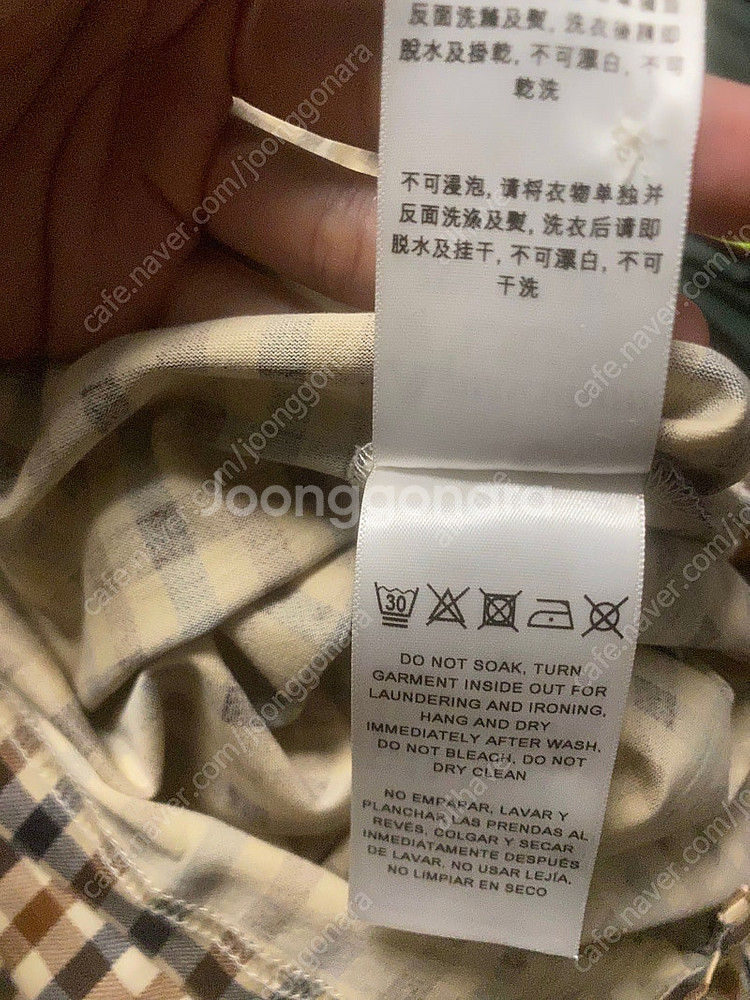 反面洗滌及熨, 洗衣後請即
脫水及掛乾, 不可漂白, 不可
乾洗
不可浸泡, 请将衣物单独并
反面洗涤及熨, 洗衣后请即
脱水及挂干, 不可漂白, 不可
干洗
Joonggonara
30
DO NOT SOAK, TURN
GARMENT INSIDE OUT FOR
LAUNDERING AND IRONING,
HANG AND DRY
IMMEDIATELY AFTER WASH,
DO NOT BLEACH, DO NOT
DRY CLEAN
NO EMPAPAR, LAVAR Y
PLANCHAR LAS PRENDAS AL
REVÉS, COLGAR Y SECAR
INMEDIATAMENTE DESPUÉS
DE LAVAR, NO USAR LEJÍA,
NO LIMPIAR EN SECO
cafe.naver.com/joonggonara